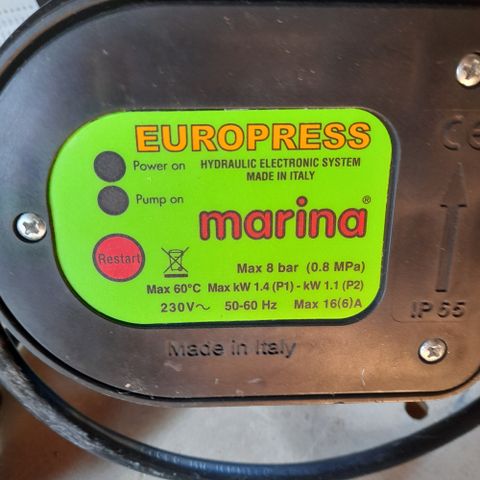 EUROPRESS
Power on
HYDRAULIC ELECTRONIC SYSTEM
MADE IN ITALY
Pump on
marina®
Restart
Max 8 bar (0.8 MPa)
Max 60°C Max kW 1.4 (P1) - kW 1.1 (P2)
230V~ 50-60 Hz Max 16(6)A
Made in Italy
CE
IP 55